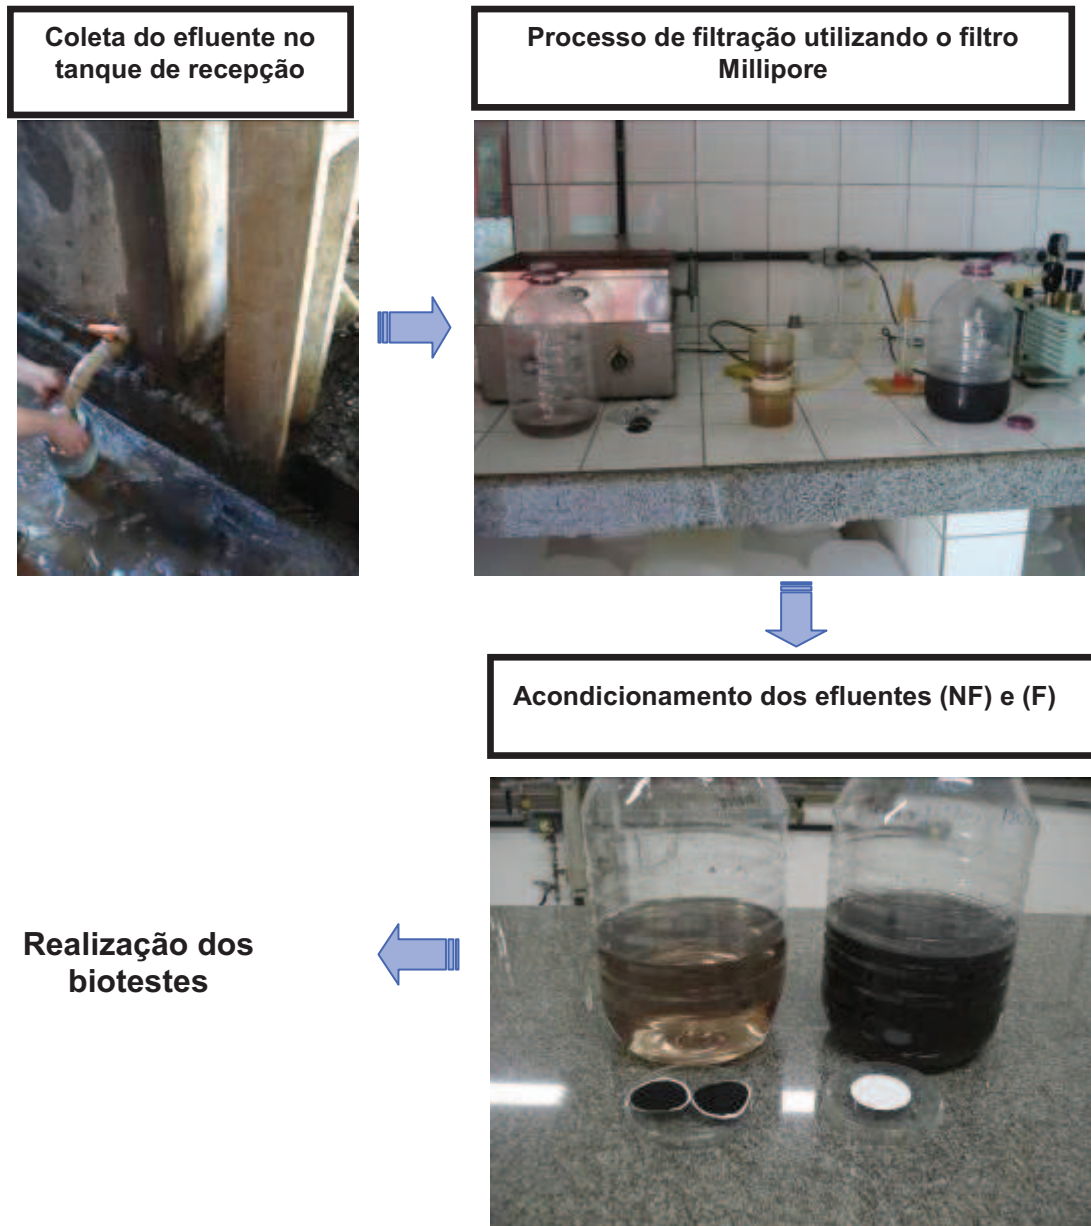 Coleta do efluente no
tanque de recepção
Processo de filtração utilizando o filtro
Millipore
Acondicionamento dos efluentes (NF) e (F)
Realização dos
biotestes